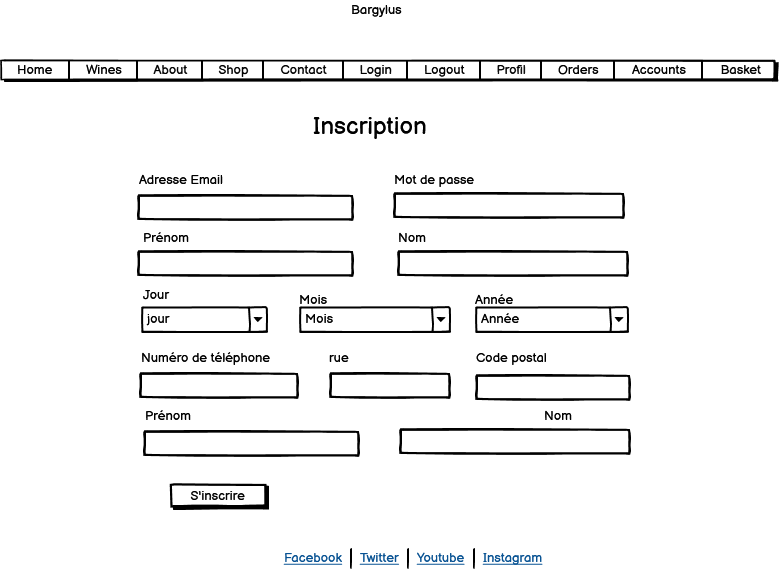 Bargylus
Home Wines About Shop Contact Login Logout Profil Orders Accounts Basket
Inscription
Adresse Email Mot de passe
Prénom Nom
Jour Mois Année
jour Mois Année
Numéro de téléphone rue Code postal
Prénom Nom
S'inscrire
Facebook Twitter Youtube Instagram